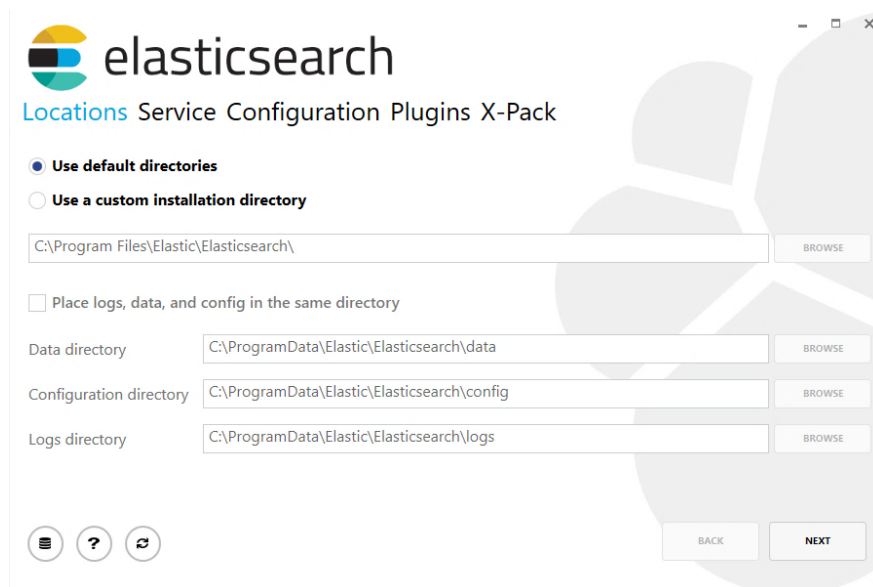 elasticsearch
Locations Service Configuration Plugins X-Pack
Use default directories
Use a custom installation directory
C:\Program Files\Elastic\Elasticsearch\ BROWSE
Place logs, data, and config in the same directory
Data directory C:\ProgramData\Elastic\Elasticsearch\data BROWSE
Configuration directory C:\ProgramData\Elastic\Elasticsearch\config BROWSE
Logs directory C:\ProgramData\Elastic\Elasticsearch\logs BROWSE
? BACK NEXT